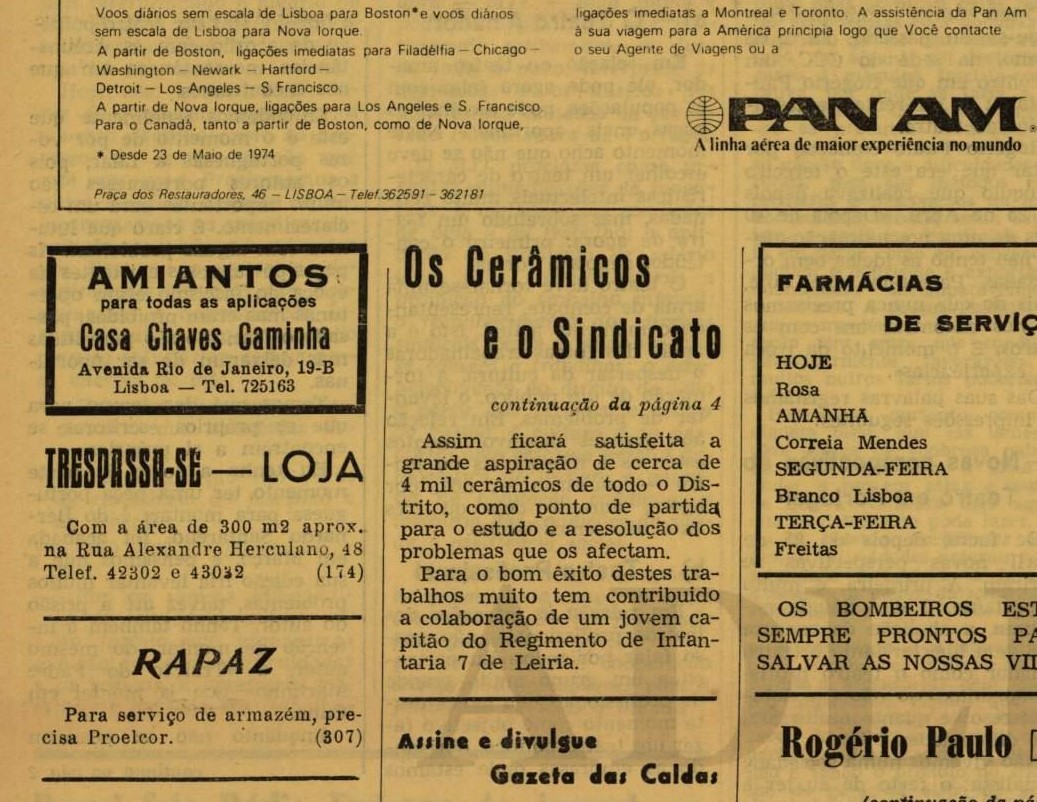 Voos diários sem escala de Lisboa para Boston*e voos diários
sem escala de Lisboa para Nova Iorque.
A partir de Boston, ligações imediatas para Filadélfia – Chicago –
Washington – Newark – Hartford –
Detroit – Los Angeles – S. Francisco.
A partir de Nova Iorque, ligações para Los Angeles e S. Francisco.
Para o Canadá, tanto a partir de Boston, como de Nova Iorque,
* Desde 23 de Maio de 1974
Praça dos Restauradores, 46 – LISBOA – Telef. 362591 – 362181
ligações imediatas a Montreal e Toronto. A assistência da Pan Am
à sua viagem para a América principia logo que Você contacte
o seu Agente de Viagens ou a
PAN AM.
A linha aérea de maior experiência no mundo
AMIANTOS
para todas as aplicações
Casa Chaves Caminha
Avenida Rio de Janeiro, 19-B
Lisboa — Tel. 725163
TRESPASSA-SE — LOJA
Com a área de 300 m2 aprox.
na Rua Alexandre Herculano, 48
Telef. 42302 e 43032 (174)
RAPAZ
Para serviço de armazém, pre-
cisa Proelcor. (307)
Os Cerâmicos
e o Sindicato
continuação da página 4
Assim ficará satisfeita a
grande aspiração de cerca de
4 mil cerâmicos de todo o Dis-
trito, como ponto de partida
para o estudo e a resolução dos
problemas que os afectam.
Para o bom êxito destes tra-
balhos muito tem contribuido
a colaboração de um jovem ca-
pitão do Regimento de Infan-
taria 7 de Leiria.
Assine e divulgue
Gazeta das Caldas
FARMÁCIAS
DE SERVIÇ
HOJE
Rosa
AMANHÃ
Correia Mendes
SEGUNDA-FEIRA
Branco Lisboa
TERÇA-FEIRA
Freitas
OS BOMBEIROS EST
SEMPRE PRONTOS PA
SALVAR AS NOSSAS VI
Rogério Paulo
(continuação da pá